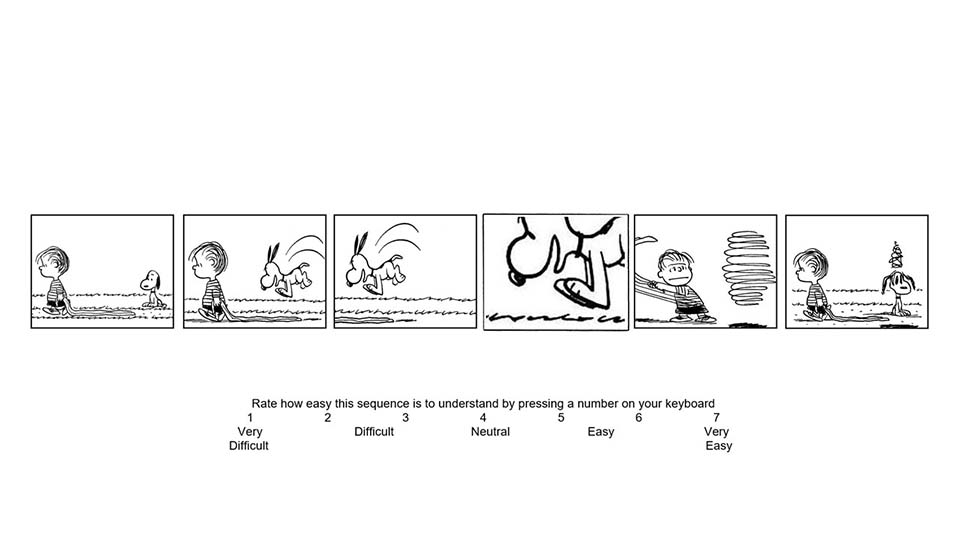 Rate how easy this sequence is to understand by pressing a number on your keyboard
1 2 3 4 5 6 7
Very Difficult Neutral Easy Very
Difficult Easy